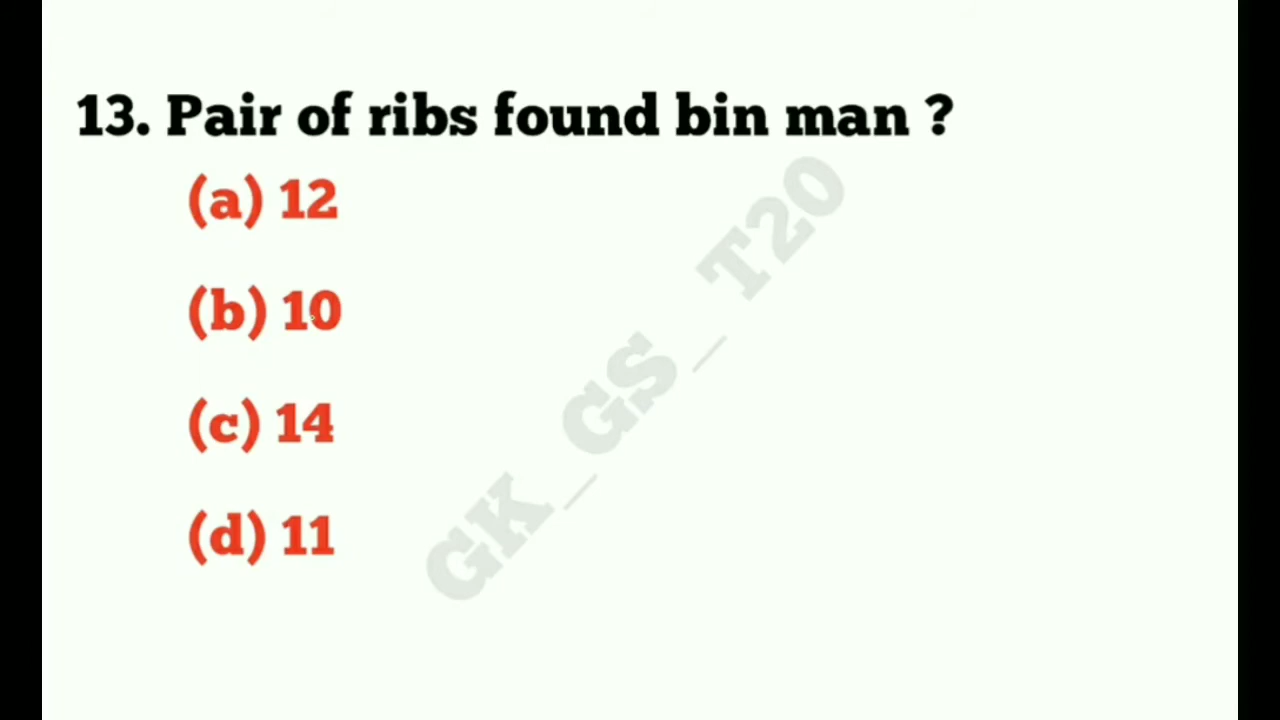 13. Pair of ribs found bin man ?
(a) 12
(b) 10
(c) 14
(d) 11
GK_GS_T20